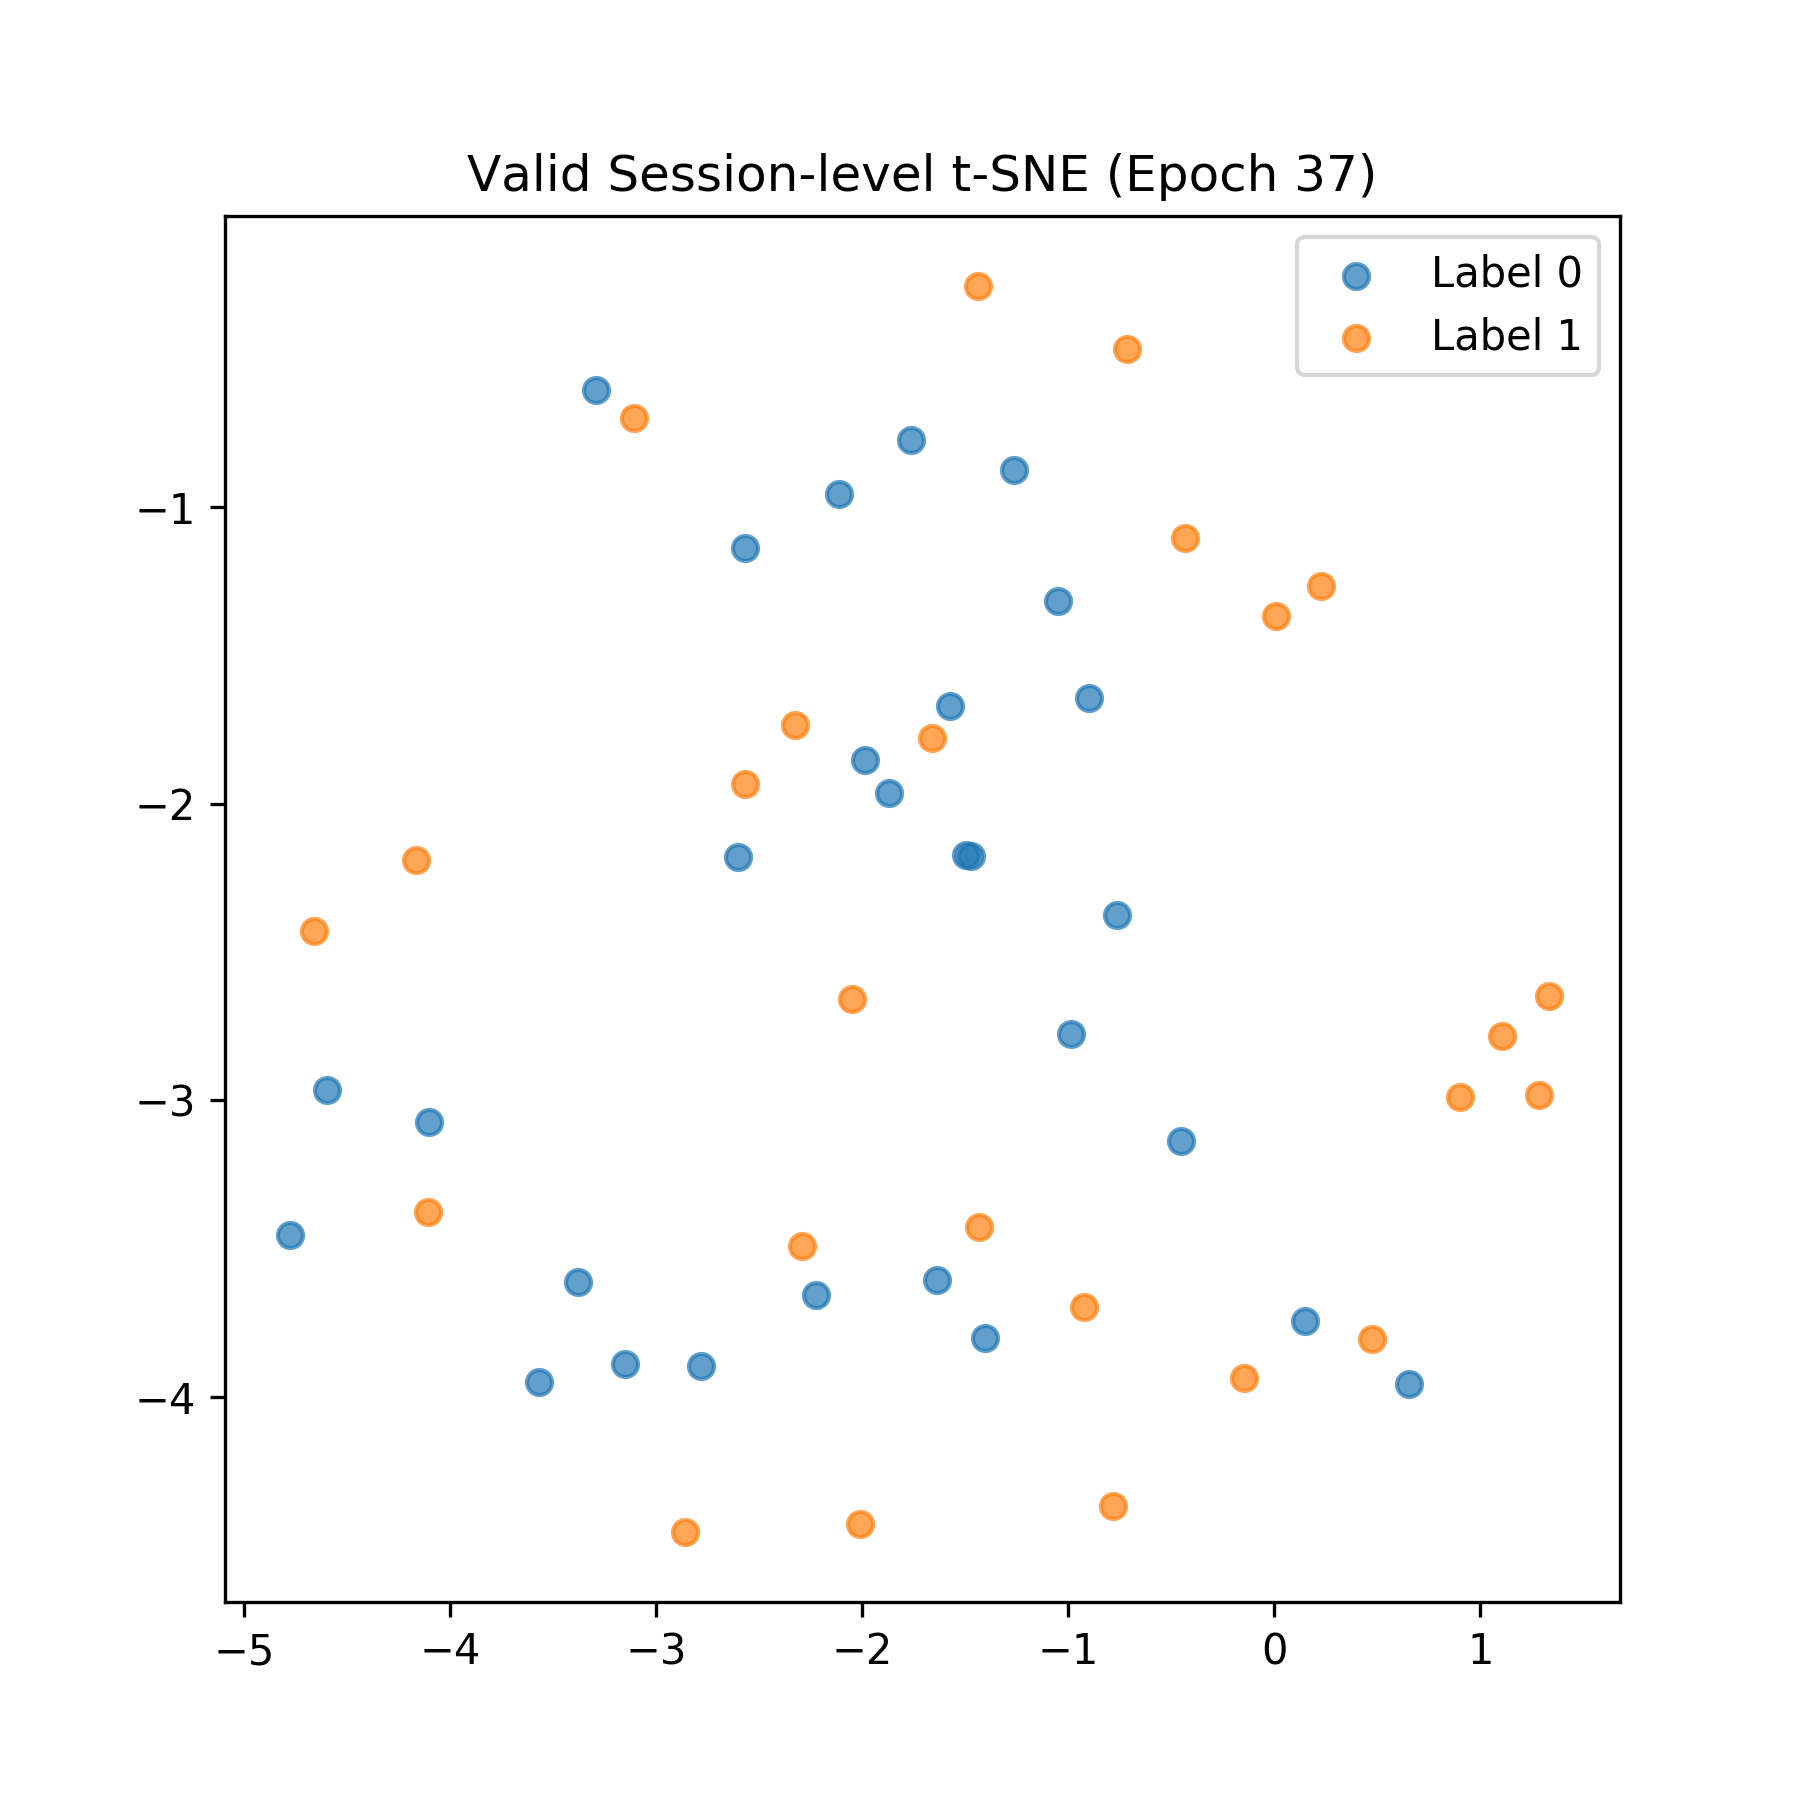 Valid Session-level t-SNE (Epoch 37)
Label 0
Label 1
−1
−2
−3
−4
−5 −4 −3 −2 −1 0 1